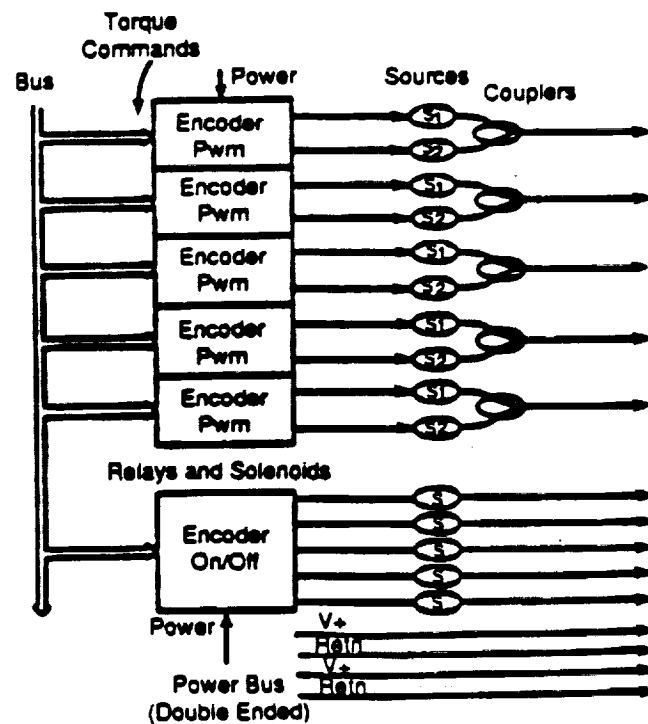 Torque
Commands
Bus
Power
Sources
Couplers
Encoder
Pwm
S1
S2
Encoder
Pwm
S1
S2
Encoder
Pwm
S1
S2
Encoder
Pwm
S1
S2
Encoder
Pwm
S1
S2
Relays and Solenoids
Encoder
On/Off
S
S
S
S
S
Power
V+
Retn
V+
Retn
Power Bus
(Double Ended)